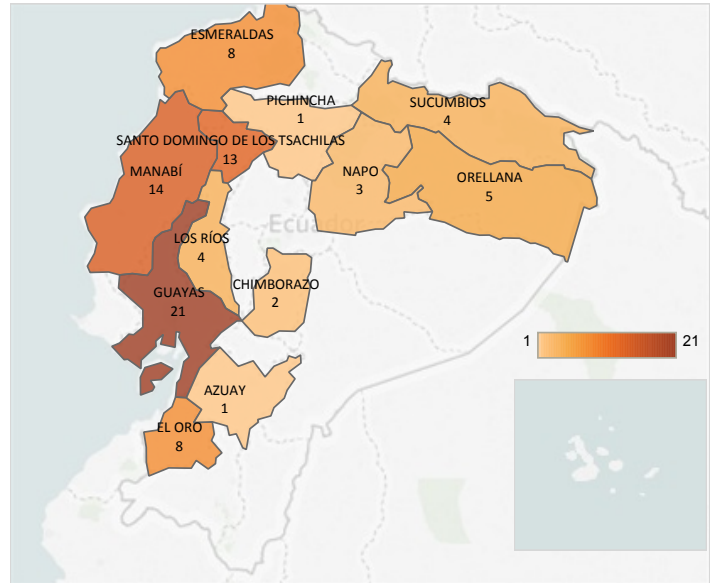 ESMERALDAS
8
PICHINCHA
1
SUCUMBIOS
4
SANTO DOMINGO DE LOS TSACHILAS
13
MANABÍ
14
NAPO
3
ORELLANA
5
Ecuador
LOS RÍOS
4
CHIMBORAZO
2
GUAYAS
21
1
21
AZUAY
1
EL ORO
8